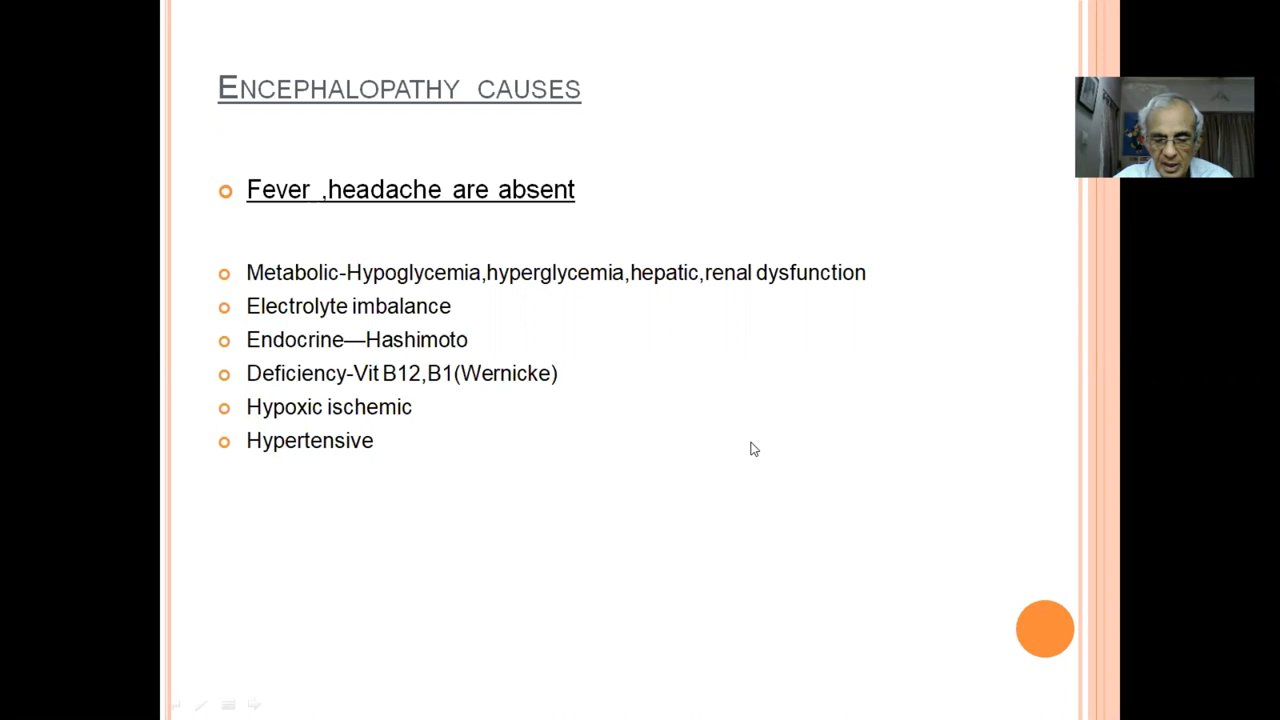 ENCEPHALOPATHY CAUSES
Fever ,headache are absent
Metabolic-Hypoglycemia,hyperglycemia,hepatic,renal dysfunction
Electrolyte imbalance
Endocrine—Hashimoto
Deficiency-Vit B12,B1(Wernicke)
Hypoxic ischemic
Hypertensive